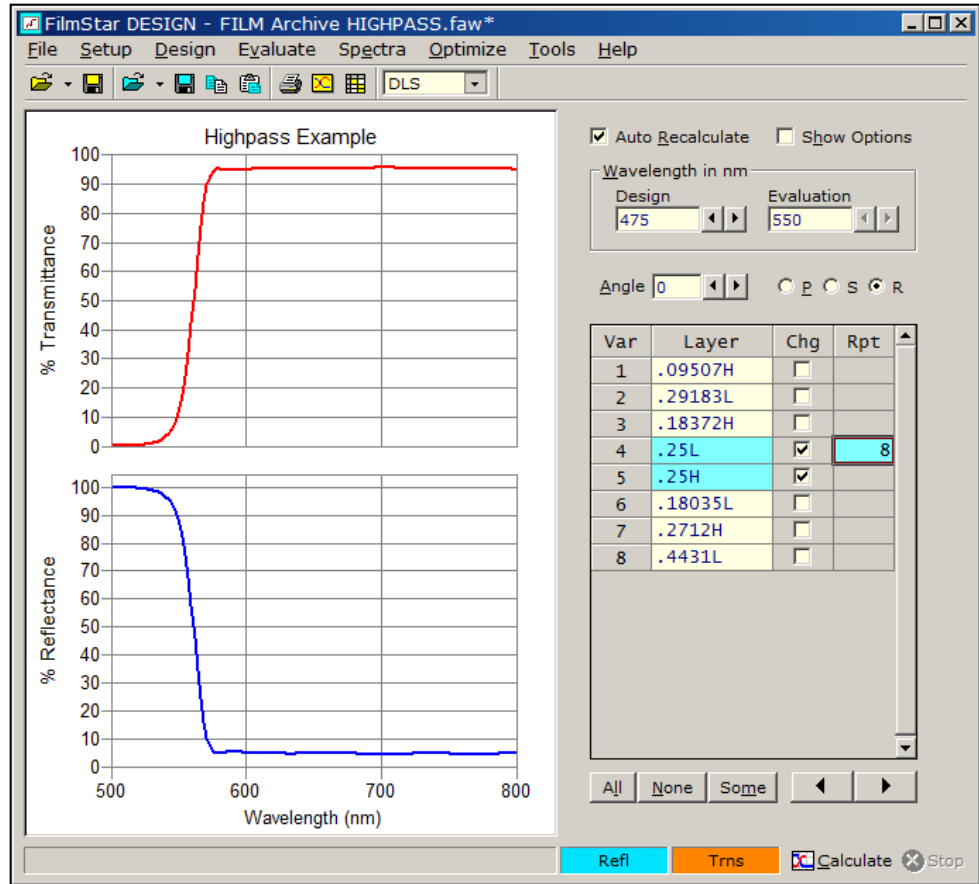 FilmStar DESIGN - FILM Archive HIGHPASS.faw*
File Setup Design Evaluate Spectra Optimize Tools Help
DLS
Highpass Example
100
90
80
70
60
50
40
30
20
10
0
% Transmittance
100
90
80
70
60
50
40
30
20
10
0
% Reflectance
500 600 700 800
Wavelength (nm)
Auto Recalculate Show Options
Wavelength in nm
Design Evaluation
475 550
Angle 0 P S R
Var Layer Chg Rpt
1 .09507H
2 .29183L
3 .18372H
4 .25L 8
5 .25H
6 .18035L
7 .2712H
8 .4431L
All None Some
Refl Trns Calculate Stop